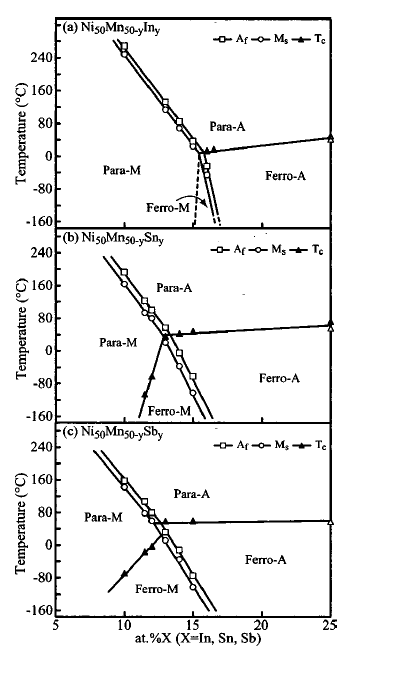 (a) Ni50Mn50-yIny
Af Ms Tc
240
160
80
0
-80
-160
Temperature (°C)
Para-A
Para-M
Ferro-A
Ferro-M
(b) Ni50Mn50-ySny
Af Ms Tc
240
160
80
0
-80
-160
Temperature (°C)
Para-A
Para-M
Ferro-A
Ferro-M
(c) Ni50Mn50-ySby
Af Ms Tc
240
160
80
0
-80
-160
Temperature (°C)
Para-A
Para-M
Ferro-A
Ferro-M
5 10 15 20 25
at.%X (X=In, Sn, Sb)